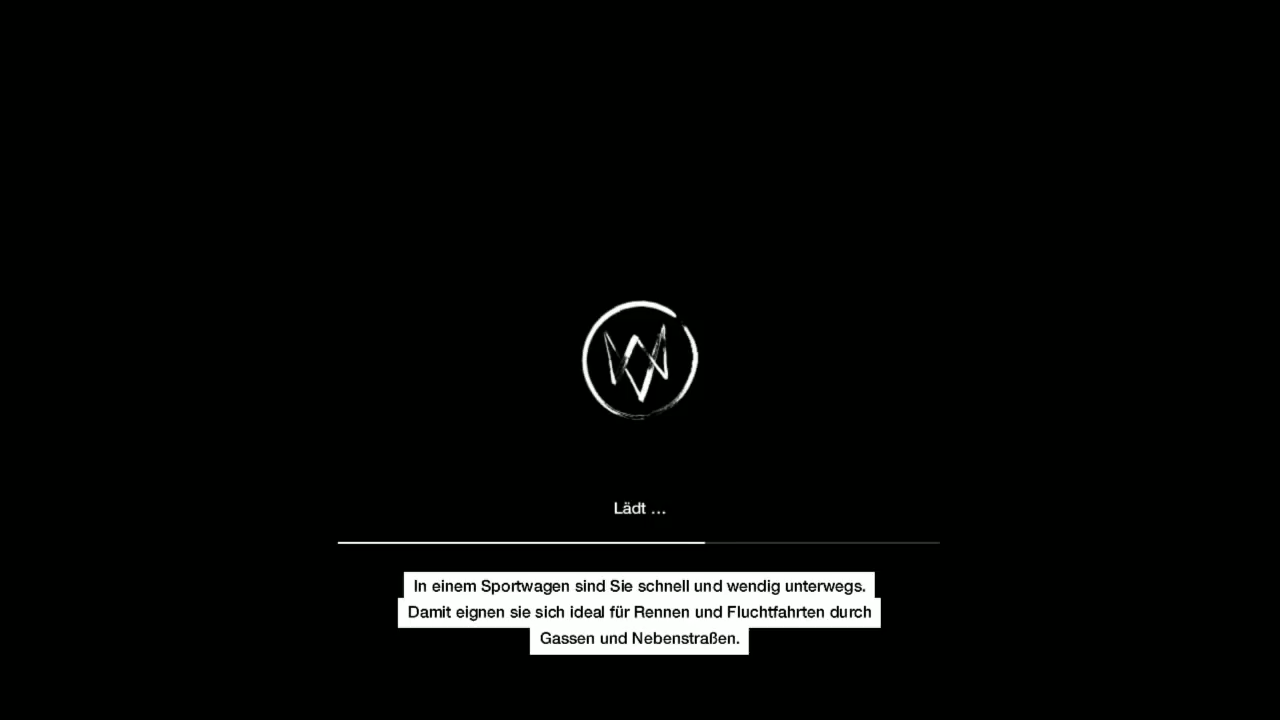 Lädt ...
In einem Sportwagen sind Sie schnell und wendig unterwegs.
Damit eignen sie sich ideal für Rennen und Fluchtfahrten durch
Gassen und Nebenstraßen.